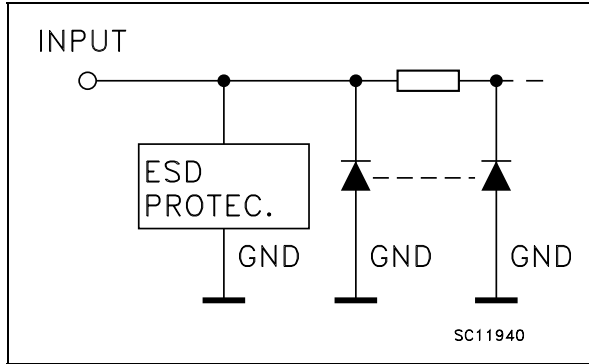 INPUT
ESD
PROTEC.
GND
GND
GND
SC11940